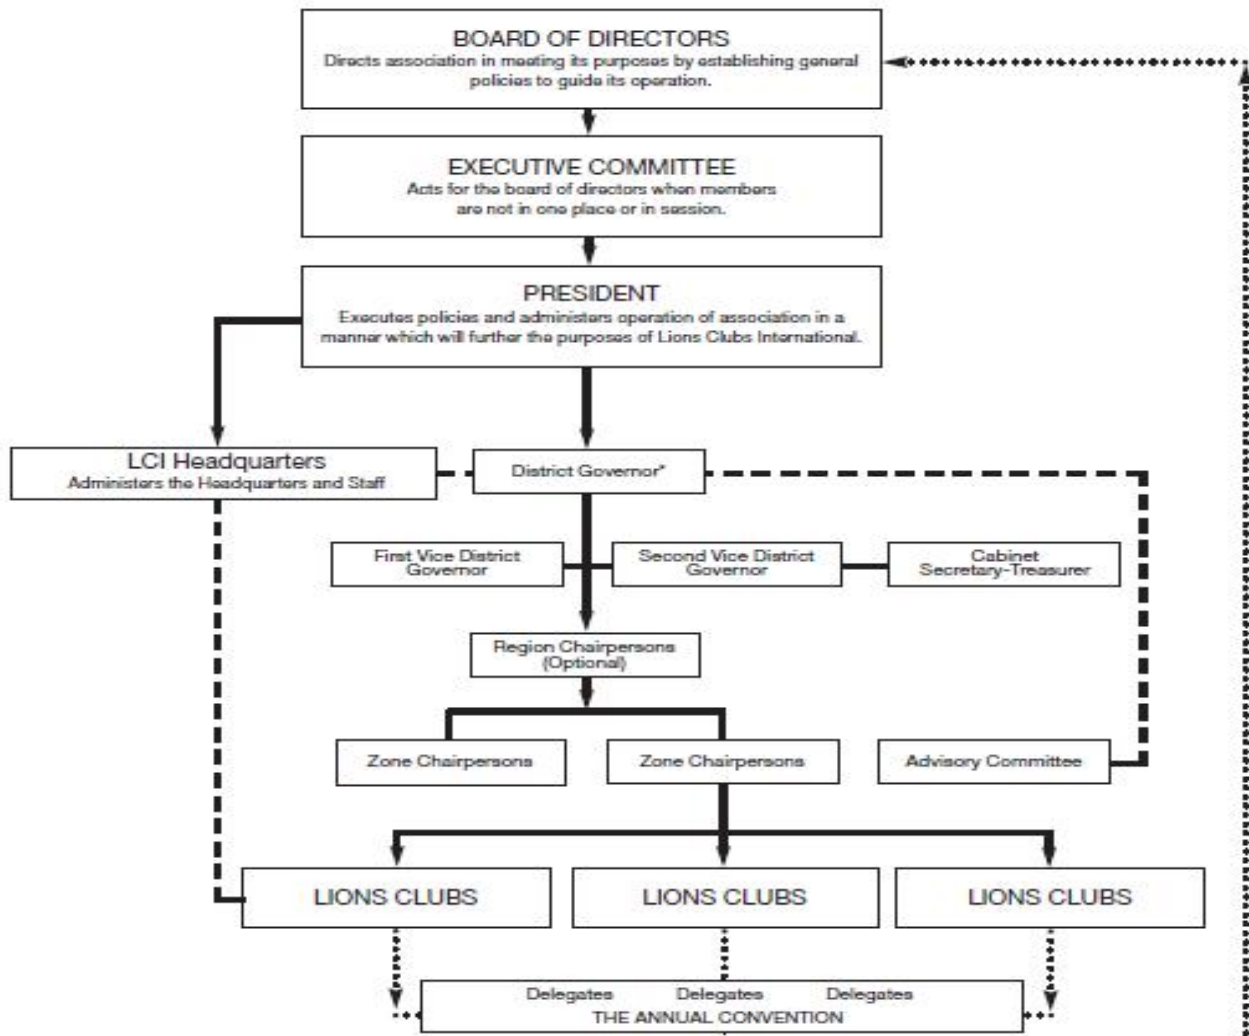 BOARD OF DIRECTORS
Directs association in meeting its purposes by establishing general
policies to guide its operation.
EXECUTIVE COMMITTEE
Acts for the board of directors when members
are not in one place or in session.
PRESIDENT
Executes policies and administers operation of association in a
manner which will further the purposes of Lions Clubs International.
LCI Headquarters
Administers the Headquarters and Staff
District Governor*
First Vice District
Governor
Second Vice District
Governor
Cabinet
Secretary-Treasurer
Region Chairpersons
(Optional)
Zone Chairpersons
Zone Chairpersons
Advisory Committee
LIONS CLUBS
LIONS CLUBS
LIONS CLUBS
Delegates Delegates Delegates
THE ANNUAL CONVENTION